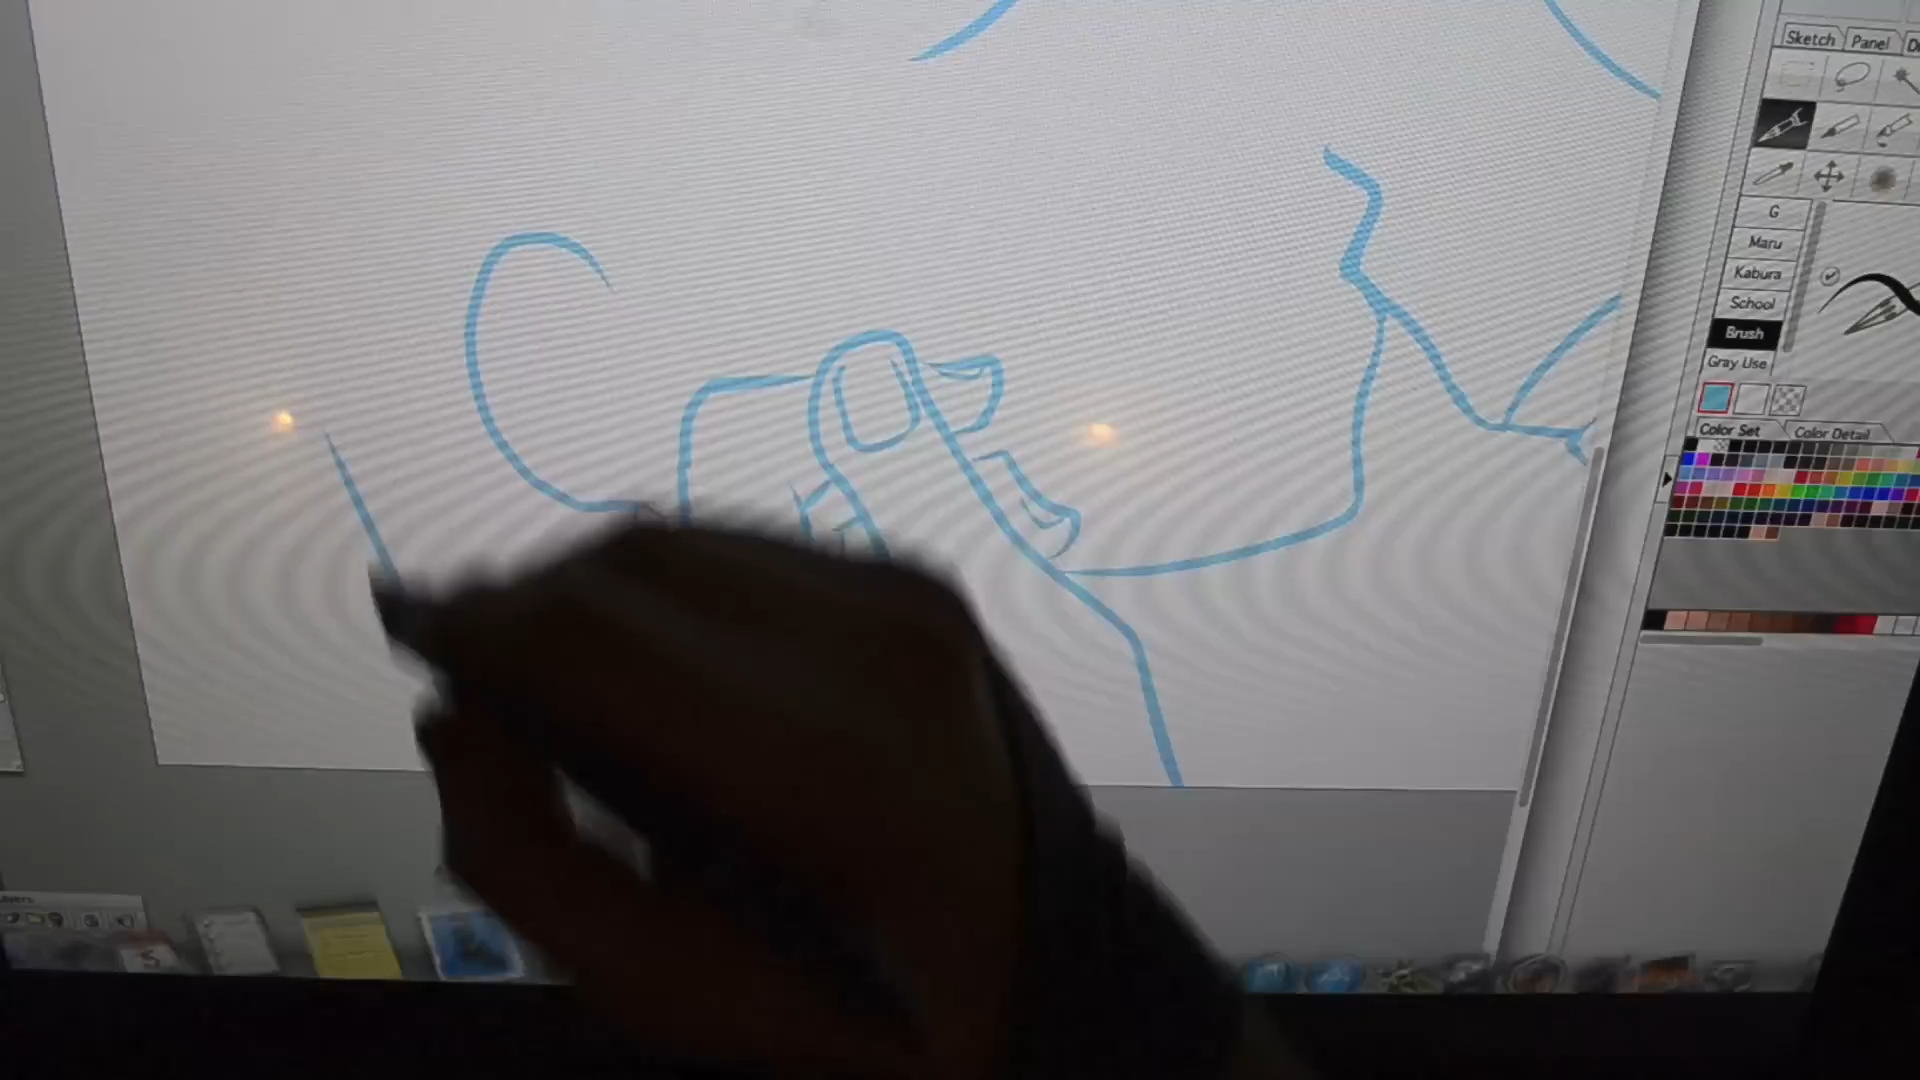 Sketch Panel
G
Maru
Kabura
School
Brush
Gray Use
Color Set Color Detail